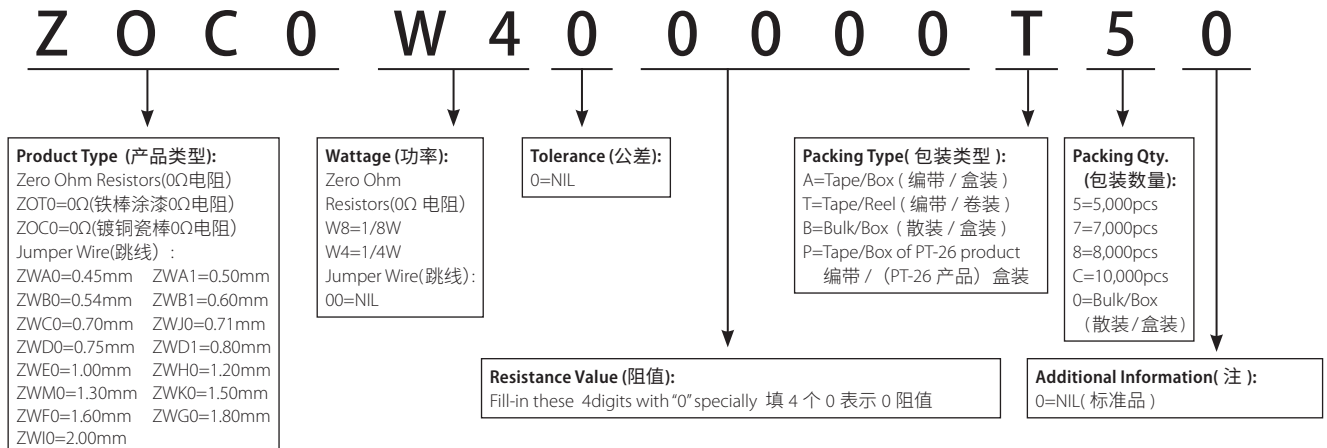 Z O C 0 W 4 0 0 0 0 0 T 5 0
Product Type (产品类型):
Zero Ohm Resistors(0Ω电阻)
ZOT0=0Ω(铁棒涂漆0Ω电阻)
ZOC0=0Ω(镀铜瓷棒0Ω电阻)
Jumper Wire(跳线) :
ZWA0=0.45mm ZWA1=0.50mm
ZWB0=0.54mm ZWB1=0.60mm
ZWC0=0.70mm ZWJ0=0.71mm
ZWD0=0.75mm ZWD1=0.80mm
ZWE0=1.00mm ZWH0=1.20mm
ZWM0=1.30mm ZWK0=1.50mm
ZWF0=1.60mm ZWG0=1.80mm
ZWI0=2.00mm
Wattage (功率):
Zero Ohm
Resistors(0Ω 电阻)
W8=1/8W
W4=1/4W
Jumper Wire(跳线) :
00=NIL
Tolerance (公差):
0=NIL
Resistance Value (阻值):
Fill-in these 4digits with "0" specially 填 4 个 0 表示 0 阻值
Packing Type( 包装类型 ):
A=Tape/Box ( 编带 / 盒装 )
T=Tape/Reel ( 编带 / 卷装 )
B=Bulk/Box ( 散装 / 盒装 )
P=Tape/Box of PT-26 product
编带 / (PT-26 产品) 盒装
Packing Qty.
(包装数量):
5=5,000pcs
7=7,000pcs
8=8,000pcs
C=10,000pcs
0=Bulk/Box
(散装/盒装)
Additional Information( 注 ):
0=NIL( 标准品 )